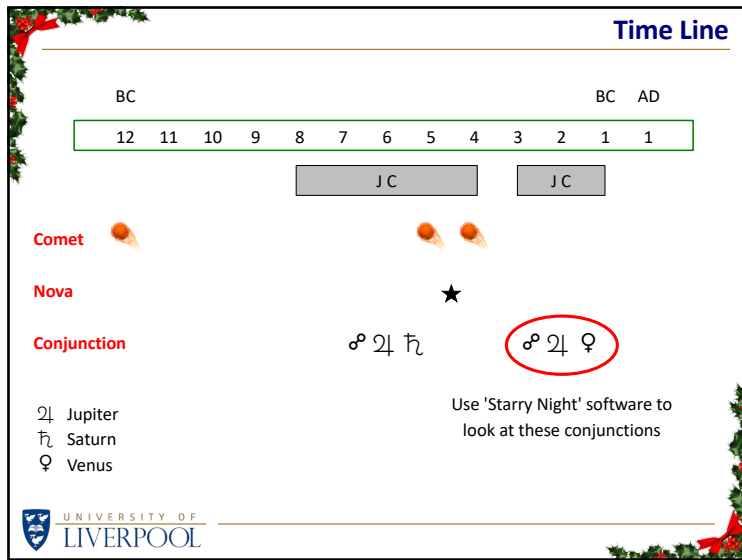 Time Line
BC BC AD
12 11 10 9 8 7 6 5 4 3 2 1 1
J C J C
Comet
Nova
Conjunction ☍ ♃ ♄ ☍ ♃ ♀
♃ Jupiter
♄ Saturn
♀ Venus
Use 'Starry Night' software to
look at these conjunctions
UNIVERSITY OF
LIVERPOOL